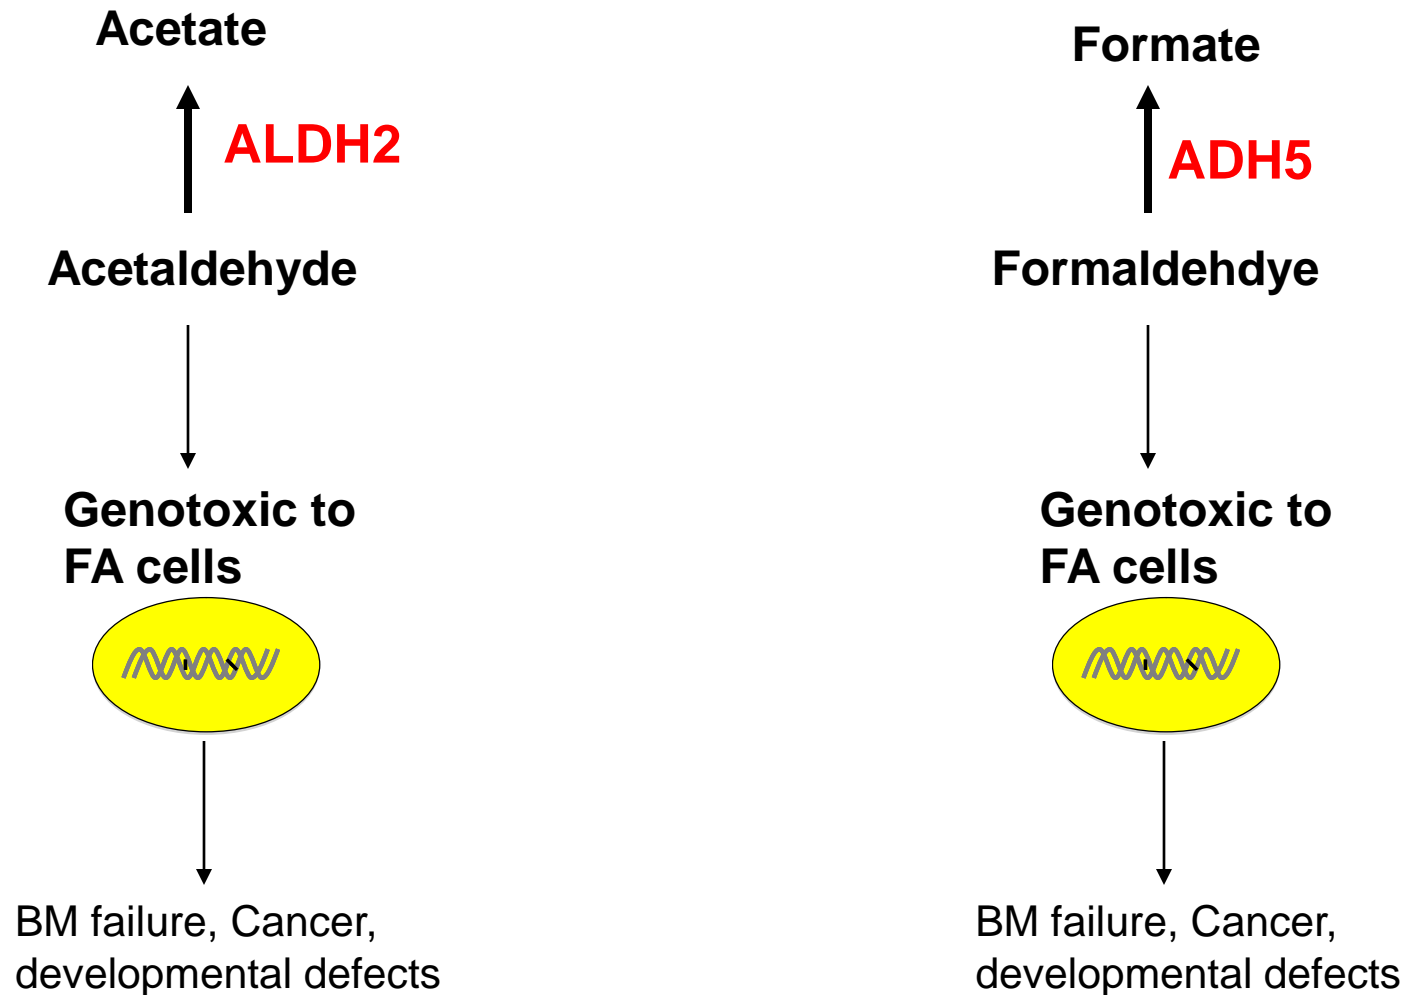 Acetate
ALDH2
Acetaldehyde
Genotoxic to
FA cells
BM failure, Cancer,
developmental defects
Formate
ADH5
Formaldehdye
Genotoxic to
FA cells
BM failure, Cancer,
developmental defects